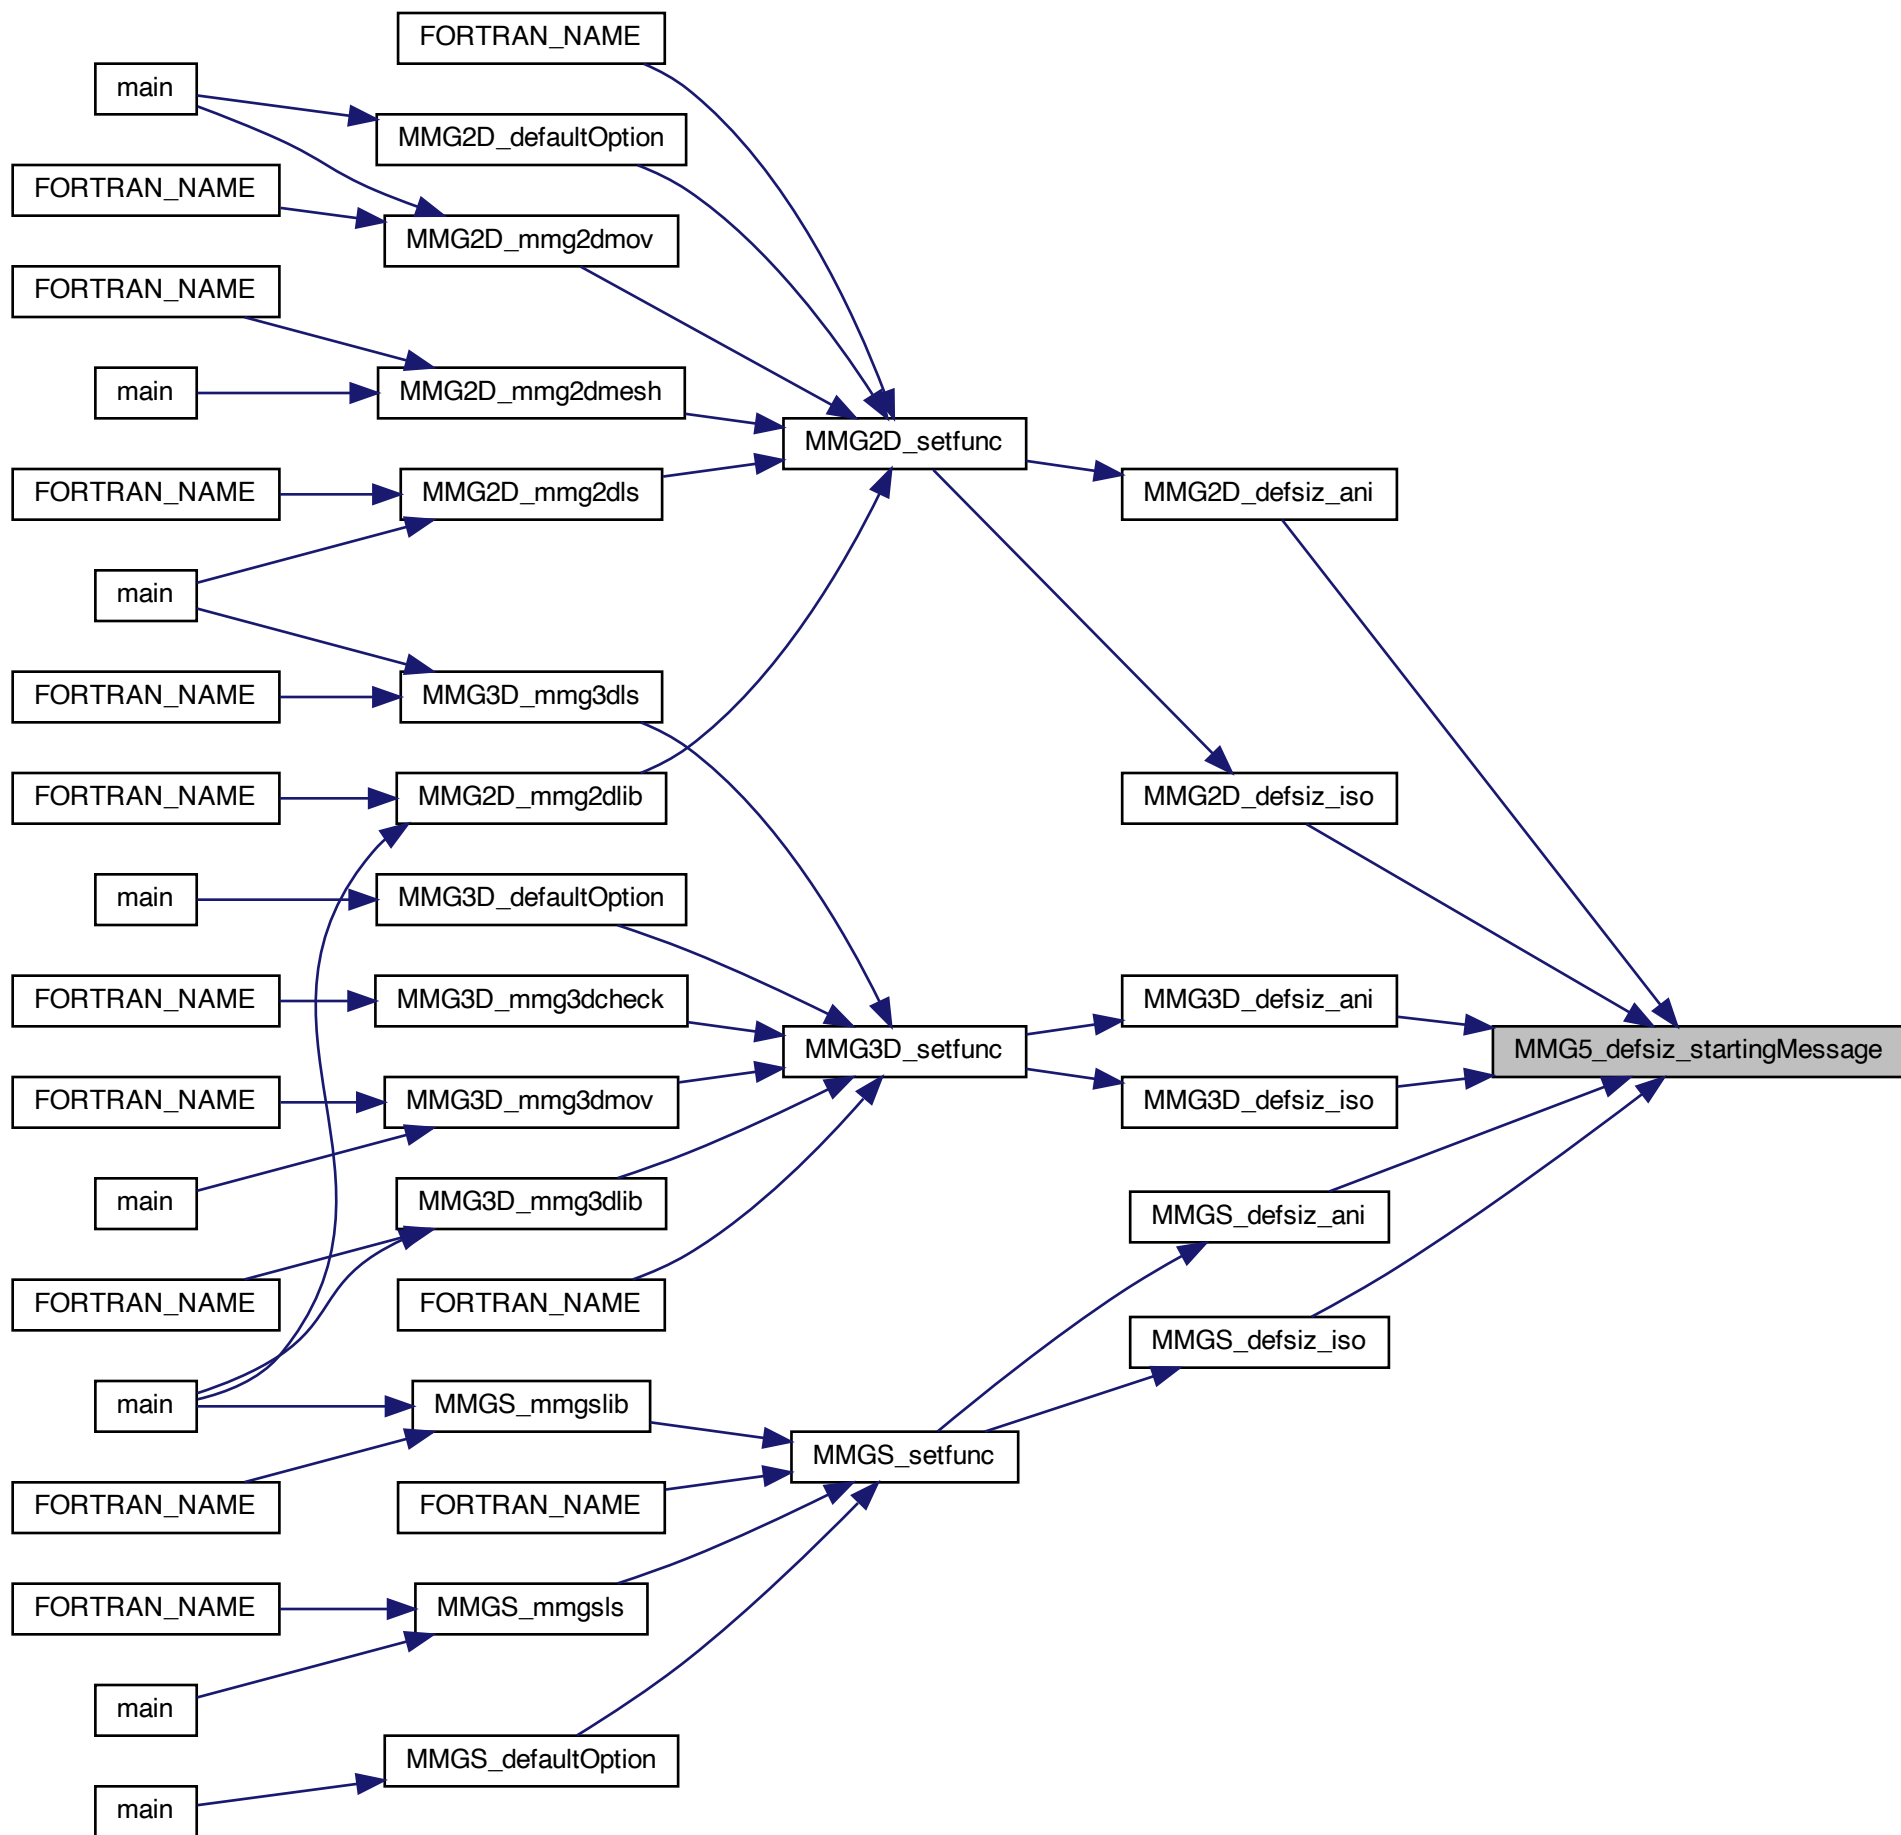 FORTRAN_NAME
main
MMG2D_defaultOption
FORTRAN_NAME
MMG2D_mmg2dmov
FORTRAN_NAME
main
MMG2D_mmg2dmesh
MMG2D_setfunc
FORTRAN_NAME
MMG2D_mmg2dls
MMG2D_defsiz_ani
main
FORTRAN_NAME
MMG3D_mmg3dls
FORTRAN_NAME
MMG2D_mmg2dlib
MMG2D_defsiz_iso
main
MMG3D_defaultOption
FORTRAN_NAME
MMG3D_mmg3dcheck
MMG3D_defsiz_ani
MMG3D_setfunc
MMG5_defsiz_startingMessage
FORTRAN_NAME
MMG3D_mmg3dmov
MMG3D_defsiz_iso
main
MMG3D_mmg3dlib
MMGS_defsiz_ani
FORTRAN_NAME
FORTRAN_NAME
MMGS_defsiz_iso
main
MMGS_mmgslib
MMGS_setfunc
FORTRAN_NAME
FORTRAN_NAME
FORTRAN_NAME
MMGS_mmgsls
main
MMGS_defaultOption
main